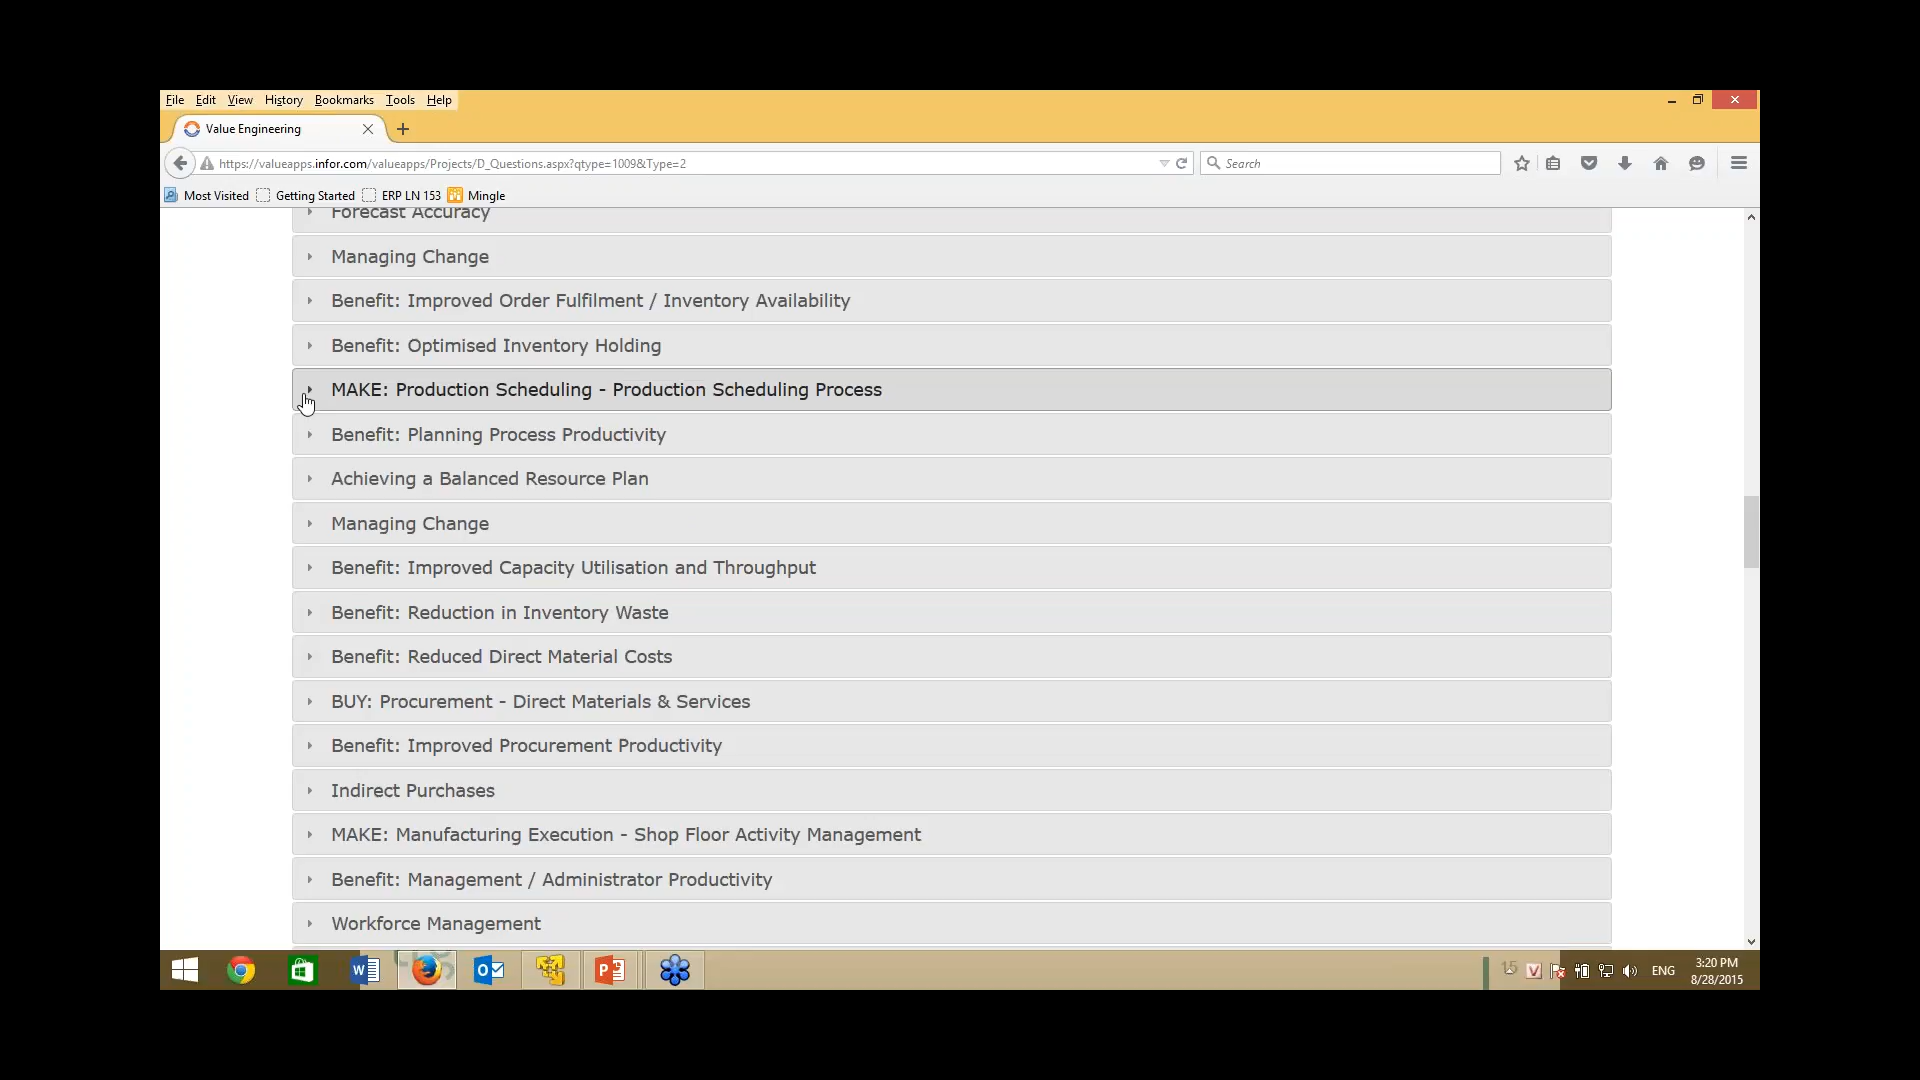 File Edit View History Bookmarks Tools Help
Value Engineering
https://valueapps.infor.com/valueapps/Projects/D_Questions.aspx?qtype=1009&Type=2
Search
Most Visited Getting Started ERP LN 153 Mingle
Forecast Accuracy
Managing Change
Benefit: Improved Order Fulfilment / Inventory Availability
Benefit: Optimised Inventory Holding
MAKE: Production Scheduling - Production Scheduling Process
Benefit: Planning Process Productivity
Achieving a Balanced Resource Plan
Managing Change
Benefit: Improved Capacity Utilisation and Throughput
Benefit: Reduction in Inventory Waste
Benefit: Reduced Direct Material Costs
BUY: Procurement - Direct Materials & Services
Benefit: Improved Procurement Productivity
Indirect Purchases
MAKE: Manufacturing Execution - Shop Floor Activity Management
Benefit: Management / Administrator Productivity
Workforce Management
15 ENG 3:20 PM
8/28/2015